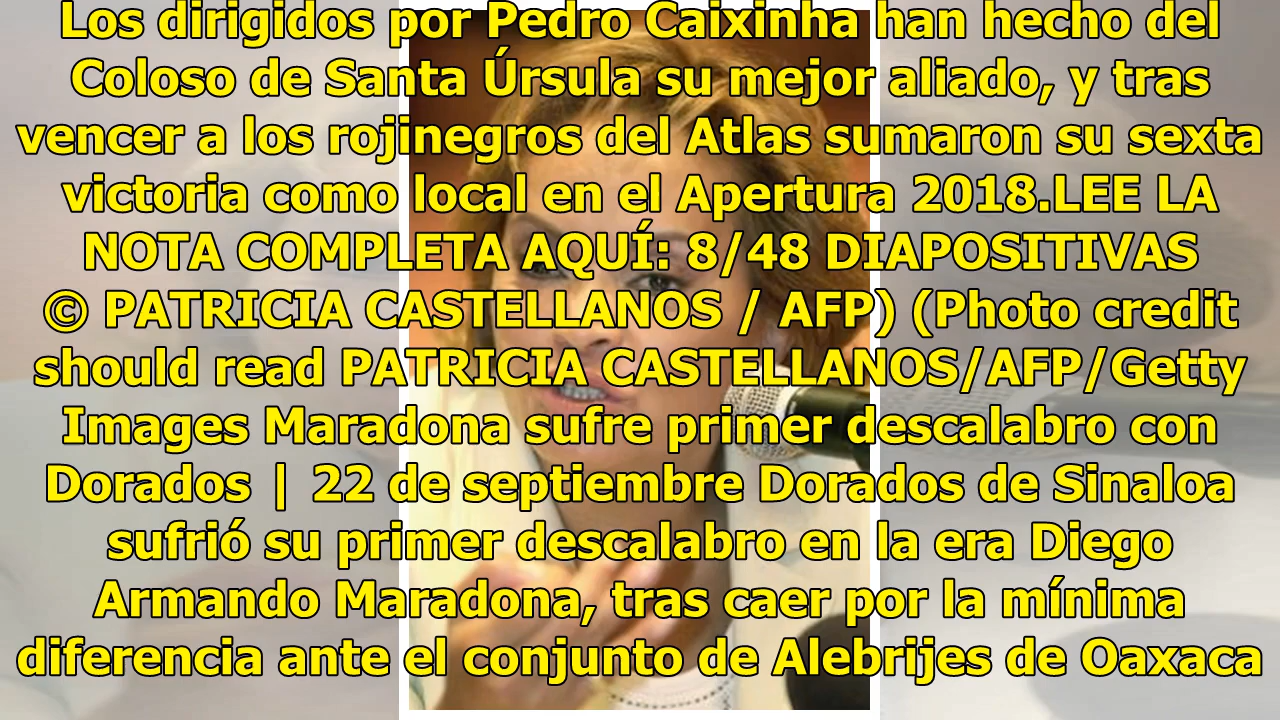 Los dirigidos por Pedro Caixinha han hecho del
Coloso de Santa Úrsula su mejor aliado, y tras
vencer a los rojinegros del Atlas sumaron su sexta
victoria como local en el Apertura 2018.LEE LA
NOTA COMPLETA AQUÍ: 8/48 DIAPOSITIVAS
© PATRICIA CASTELLANOS / AFP) (Photo credit
should read PATRICIA CASTELLANOS/AFP/Getty
Images Maradona sufre primer descalabro con
Dorados | 22 de septiembre Dorados de Sinaloa
sufrió su primer descalabro en la era Diego
Armando Maradona, tras caer por la mínima
diferencia ante el conjunto de Alebrijes de Oaxaca